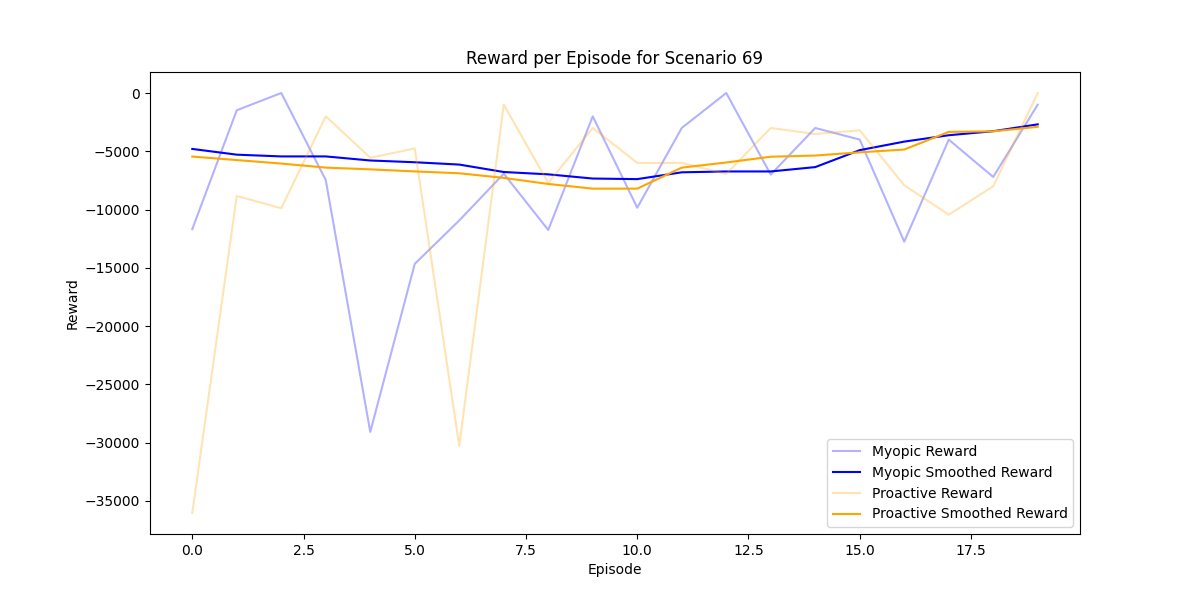 Reward per Episode for Scenario 69
0
−5000
−10000
−15000
−20000
−25000
−30000
−35000
Reward
0.0 2.5 5.0 7.5 10.0 12.5 15.0 17.5
Episode
Myopic Reward
Myopic Smoothed Reward
Proactive Reward
Proactive Smoothed Reward